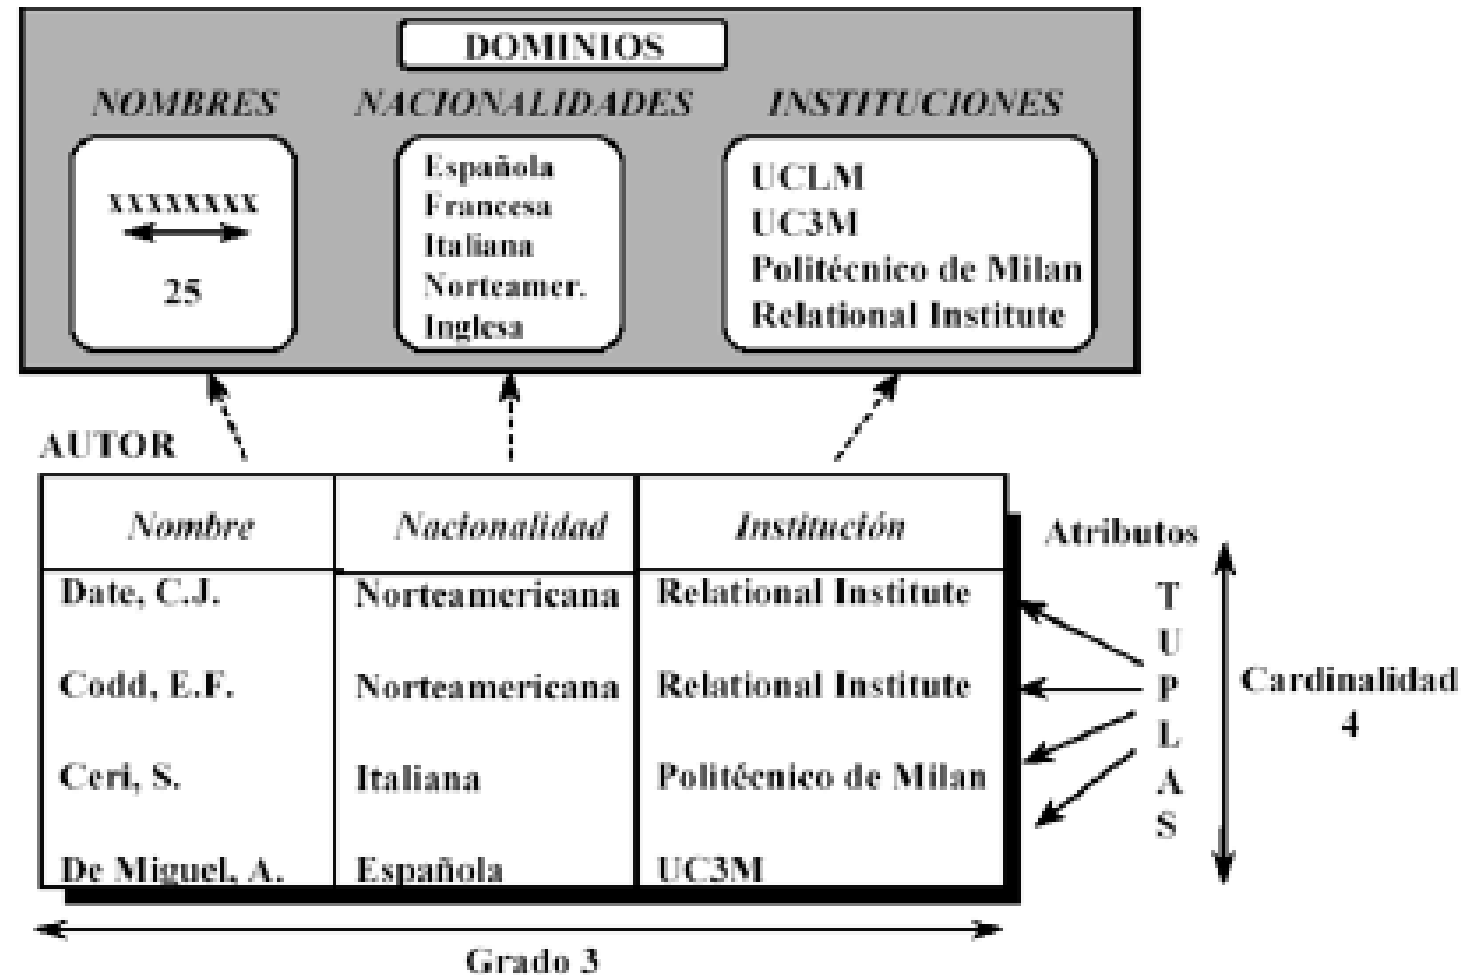 DOMINIOS
NOMBRES NACIONALIDADES INSTITUCIONES
XXXXXXXX
25
Española
Francesa
Italiana
Norteamer.
Inglesa
UCLM
UC3M
Politécnico de Milan
Relational Institute
AUTOR
Nombre Nacionalidad Institución
Date, C.J. Norteamericana Relational Institute
Codd, E.F. Norteamericana Relational Institute
Ceri, S. Italiana Politécnico de Milan
De Miguel, A. Española UC3M
Atributos
T
U
P
L
A
S
Cardinalidad
4
Grado 3